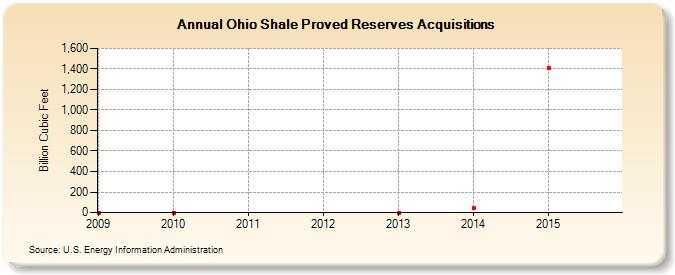 Annual Ohio Shale Proved Reserves Acquisitions
Billion Cubic Feet
1,600
1,400
1,200
1,000
800
600
400
200
0
2009 2010 2011 2012 2013 2014 2015
Source: U.S. Energy Information Administration